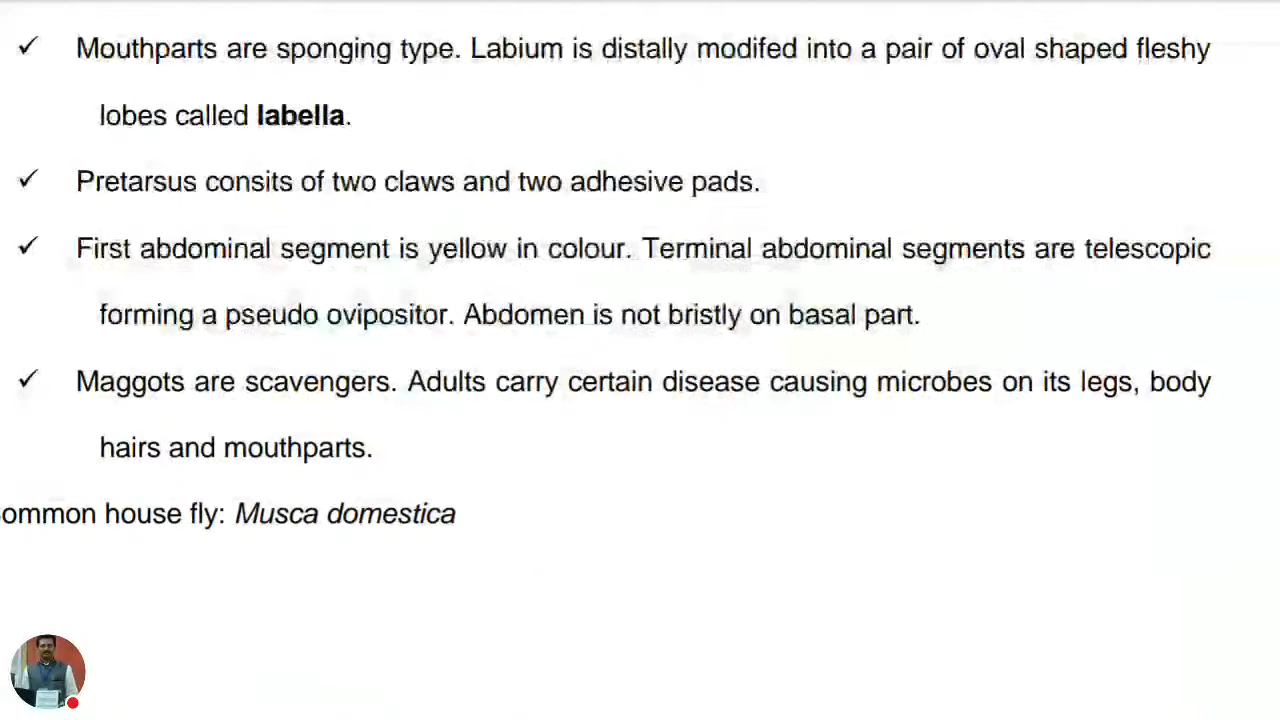 ✓ Mouthparts are sponging type. Labium is distally modifed into a pair of oval shaped fleshy
lobes called labella.
✓ Pretarsus consits of two claws and two adhesive pads.
✓ First abdominal segment is yellow in colour. Terminal abdominal segments are telescopic
forming a pseudo ovipositor. Abdomen is not bristly on basal part.
✓ Maggots are scavengers. Adults carry certain disease causing microbes on its legs, body
hairs and mouthparts.
ommon house fly: Musca domestica